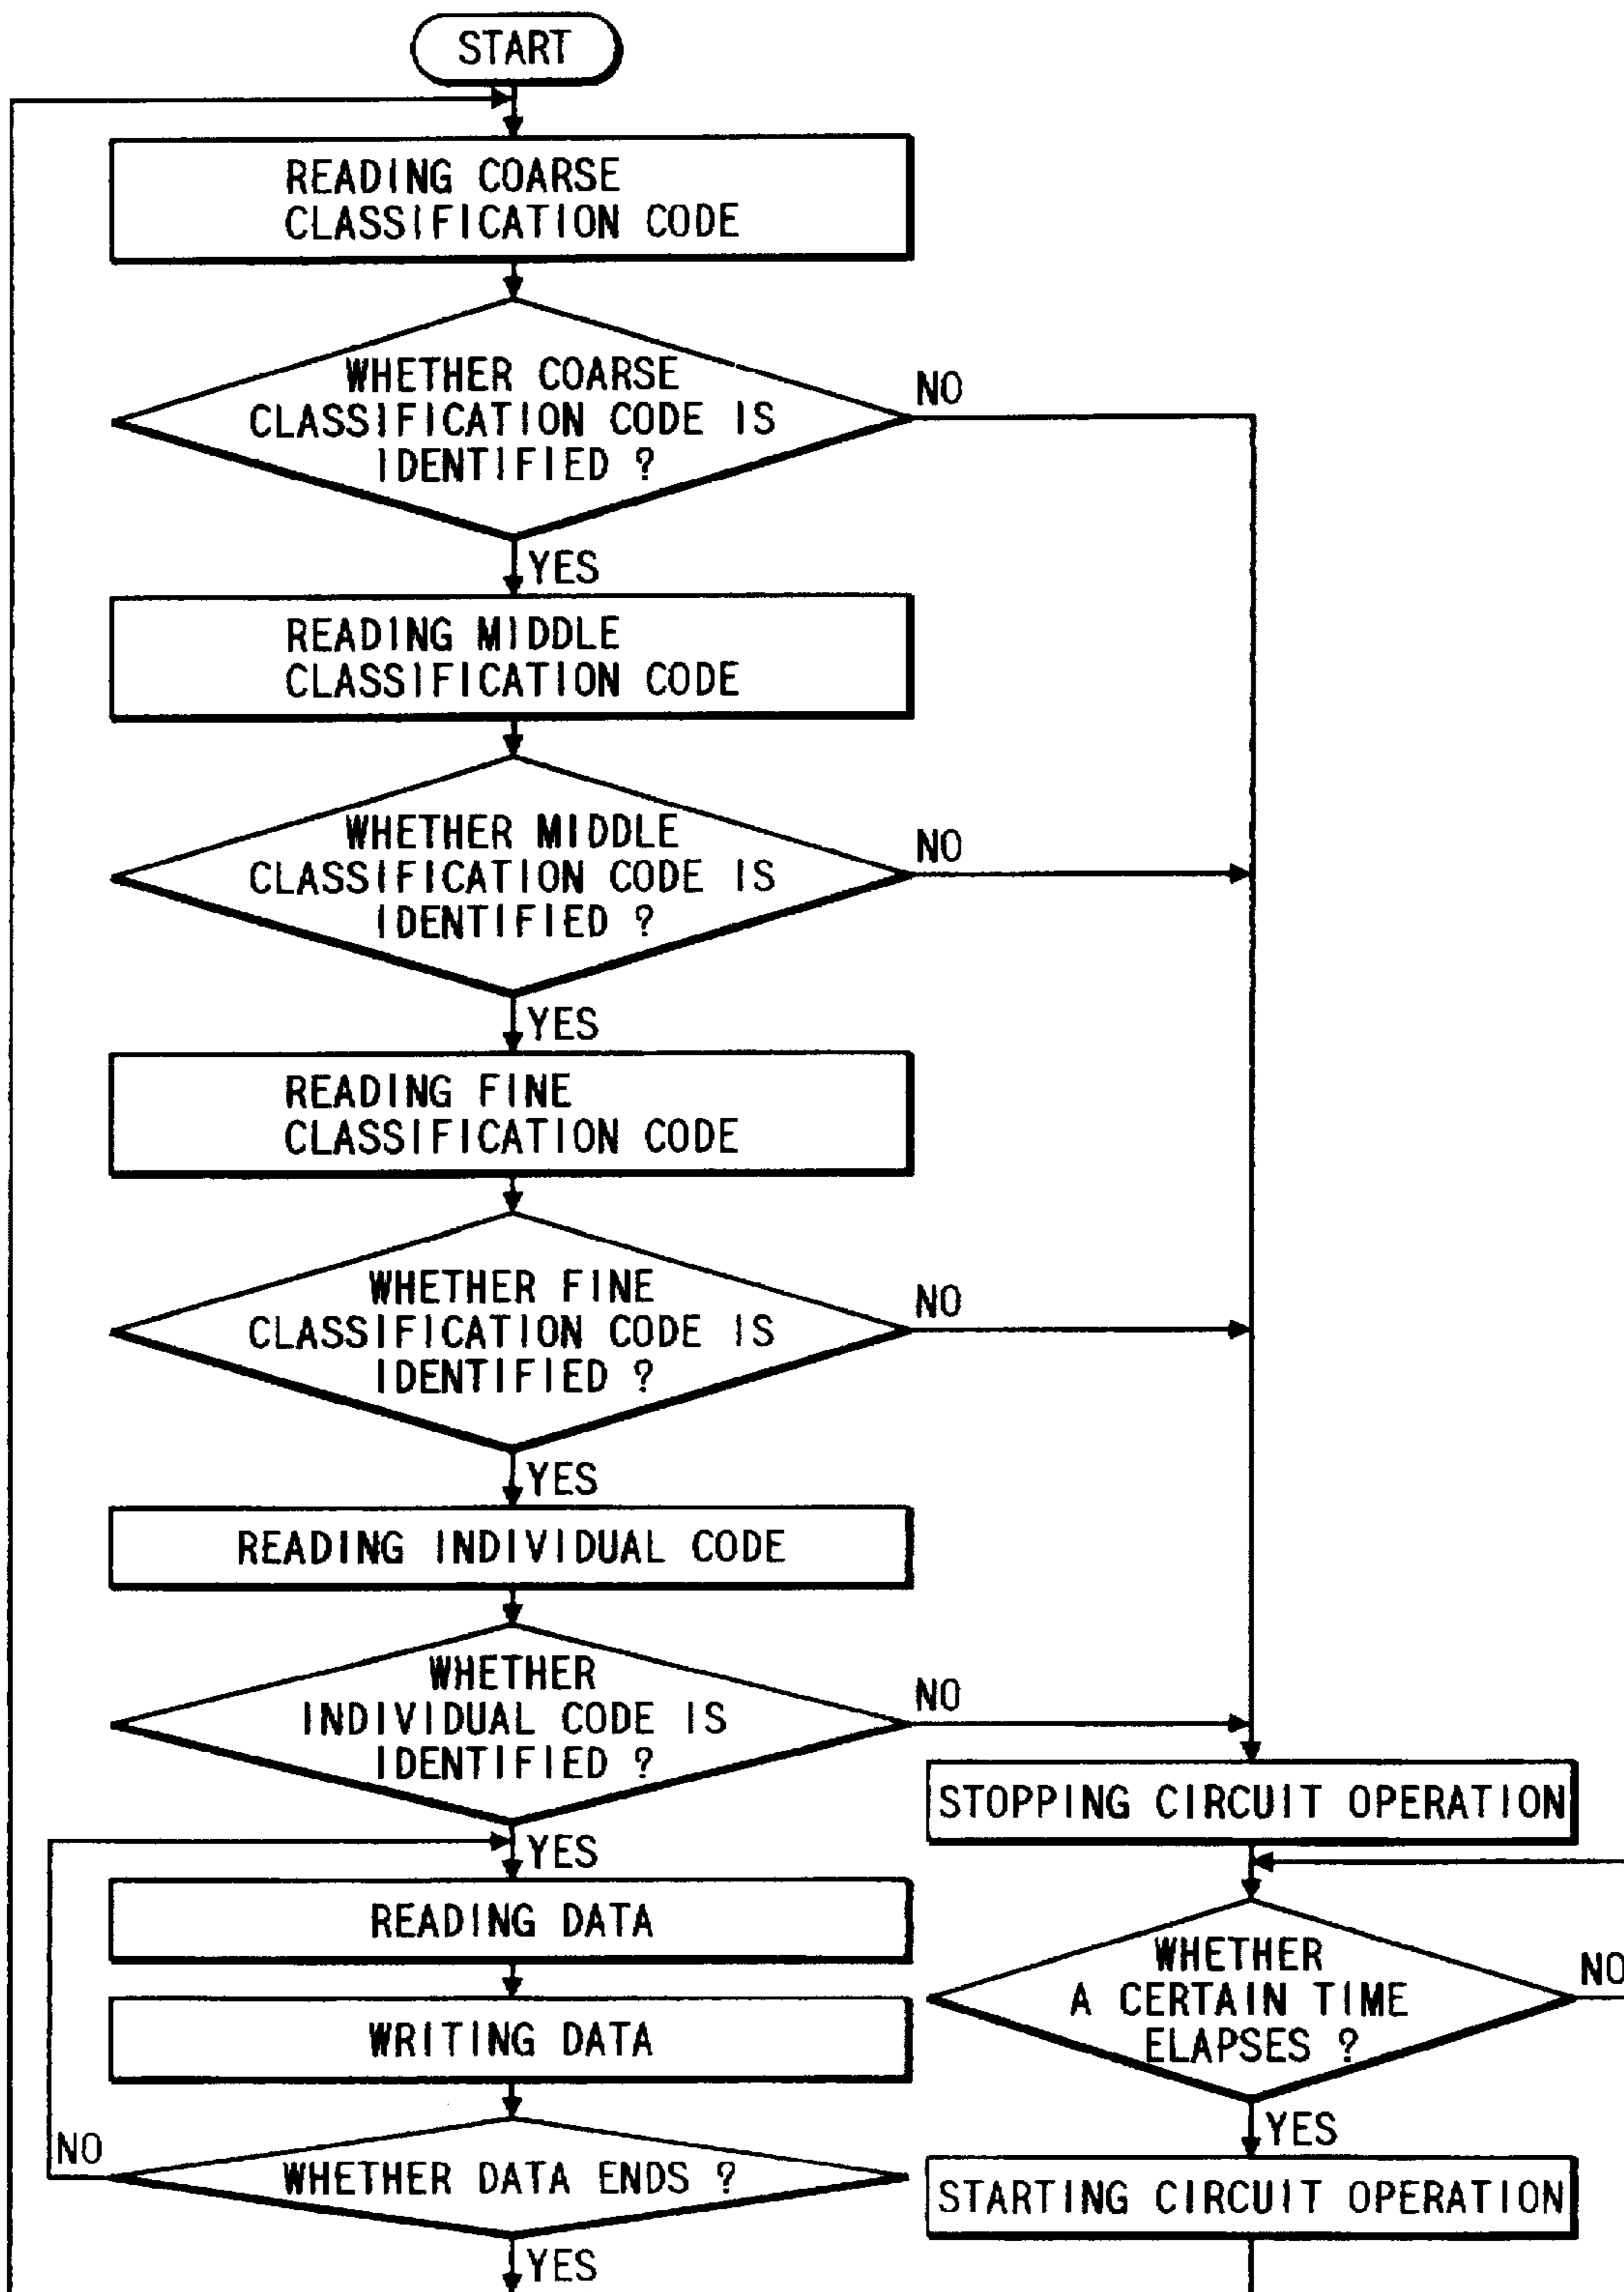 START
READING COARSE
CLASSIFICATION CODE
WHETHER COARSE
CLASSIFICATION CODE IS
IDENTIFIED ?
NO
YES
READING MIDDLE
CLASSIFICATION CODE
WHETHER MIDDLE
CLASSIFICATION CODE IS
IDENTIFIED ?
NO
YES
READING FINE
CLASSIFICATION CODE
WHETHER FINE
CLASSIFICATION CODE IS
IDENTIFIED ?
NO
YES
READING INDIVIDUAL CODE
WHETHER
INDIVIDUAL CODE IS
IDENTIFIED ?
NO
YES
READING DATA
WRITING DATA
WHETHER DATA ENDS ?
NO
YES
STOPPING CIRCUIT OPERATION
WHETHER
A CERTAIN TIME
ELAPSES ?
NO
YES
STARTING CIRCUIT OPERATION